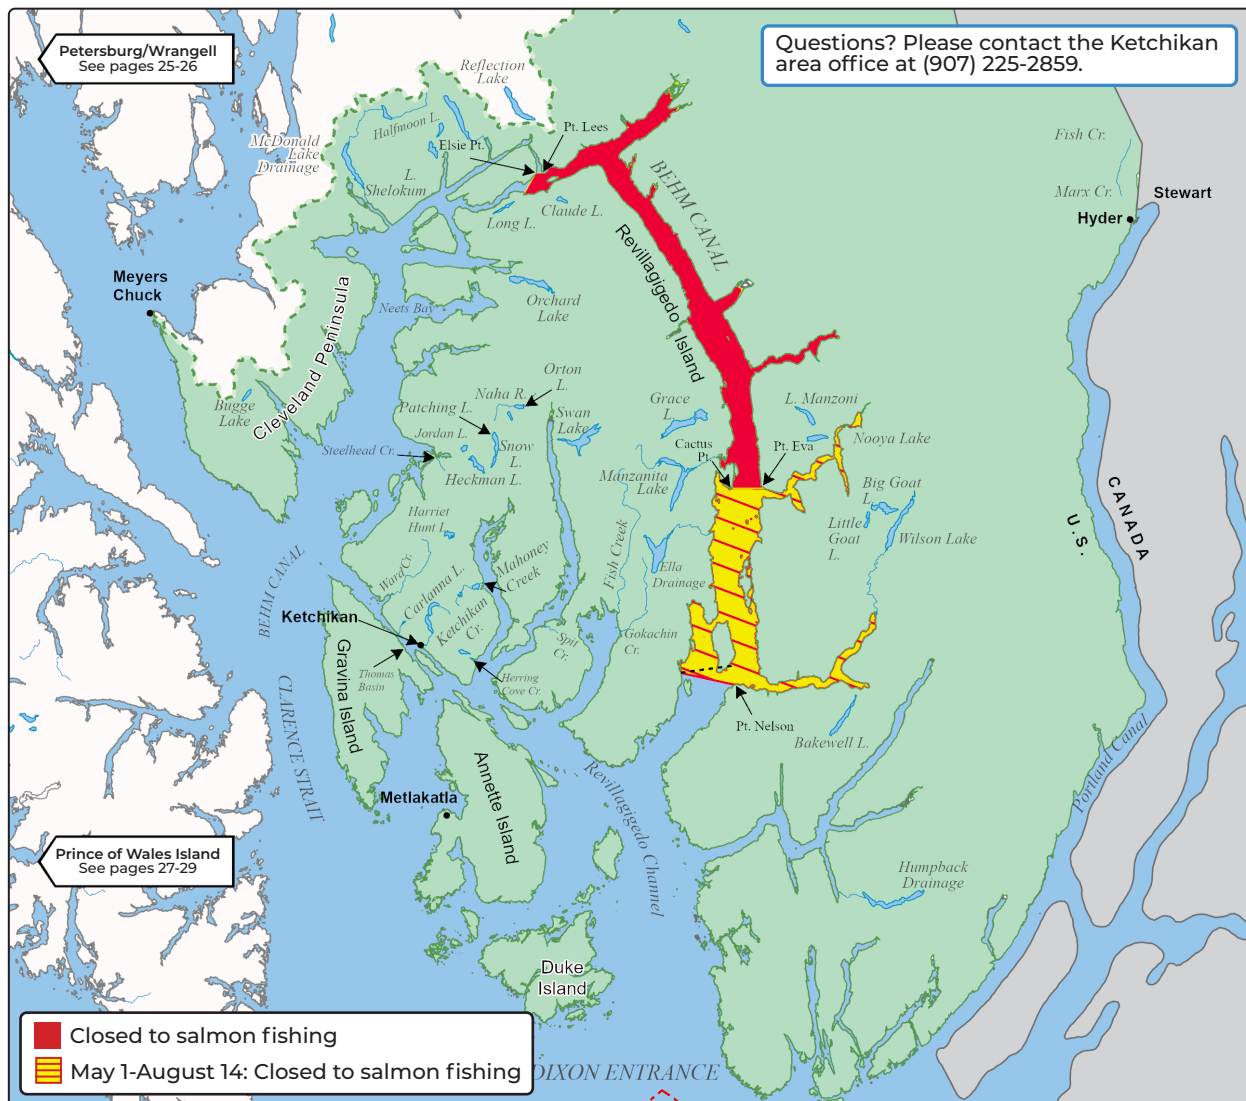 Petersburg/Wrangell
See pages 25-26
Questions? Please contact the Ketchikan
area office at (907) 225-2859.
Reflection
Lake
Halfmoon L.
McDonald
Lake
Drainage
Elsie Pt.
Pt. Lees
L.
Shelokum
Long L.
Claude L.
BEHM CANAL
Revillagigedo Island
Fish Cr.
Marx Cr.
Hyder
Stewart
Meyers
Chuck
Neets Bay
Orchard
Lake
Cleveland Peninsula
Bugge
Lake
Orton
L.
Naha R.
Patching L.
Swan
Lake
Jordan L.
Snow
L.
Steelhead Cr.
Heckman L.
Grace
L.
L. Manzoni
Cactus
Pt.
Pt. Eva
Nooya Lake
Manzanita
Lake
Big Goat
L.
Little
Goat
L.
Wilson Lake
CANADA
U.S.
Harriet
Hunt L.
Fish Creek
Ella
Drainage
Mahoney
Creek
Ward Cr.
Carlanna L.
Ketchikan
Cr.
BEHM CANAL
Ketchikan
Gravina Island
Thomas
Basin
Spit
Cr.
Gokachin
Cr.
Herring
Cove Cr.
Pt. Nelson
Bakewell L.
CLARENCE STRAIT
Metlakatla
Annette Island
Revillagigedo Channel
Portland Canal
Prince of Wales Island
See pages 27-29
Humpback
Drainage
Duke
Island
Closed to salmon fishing
May 1-August 14: Closed to salmon fishing
DIXON ENTRANCE